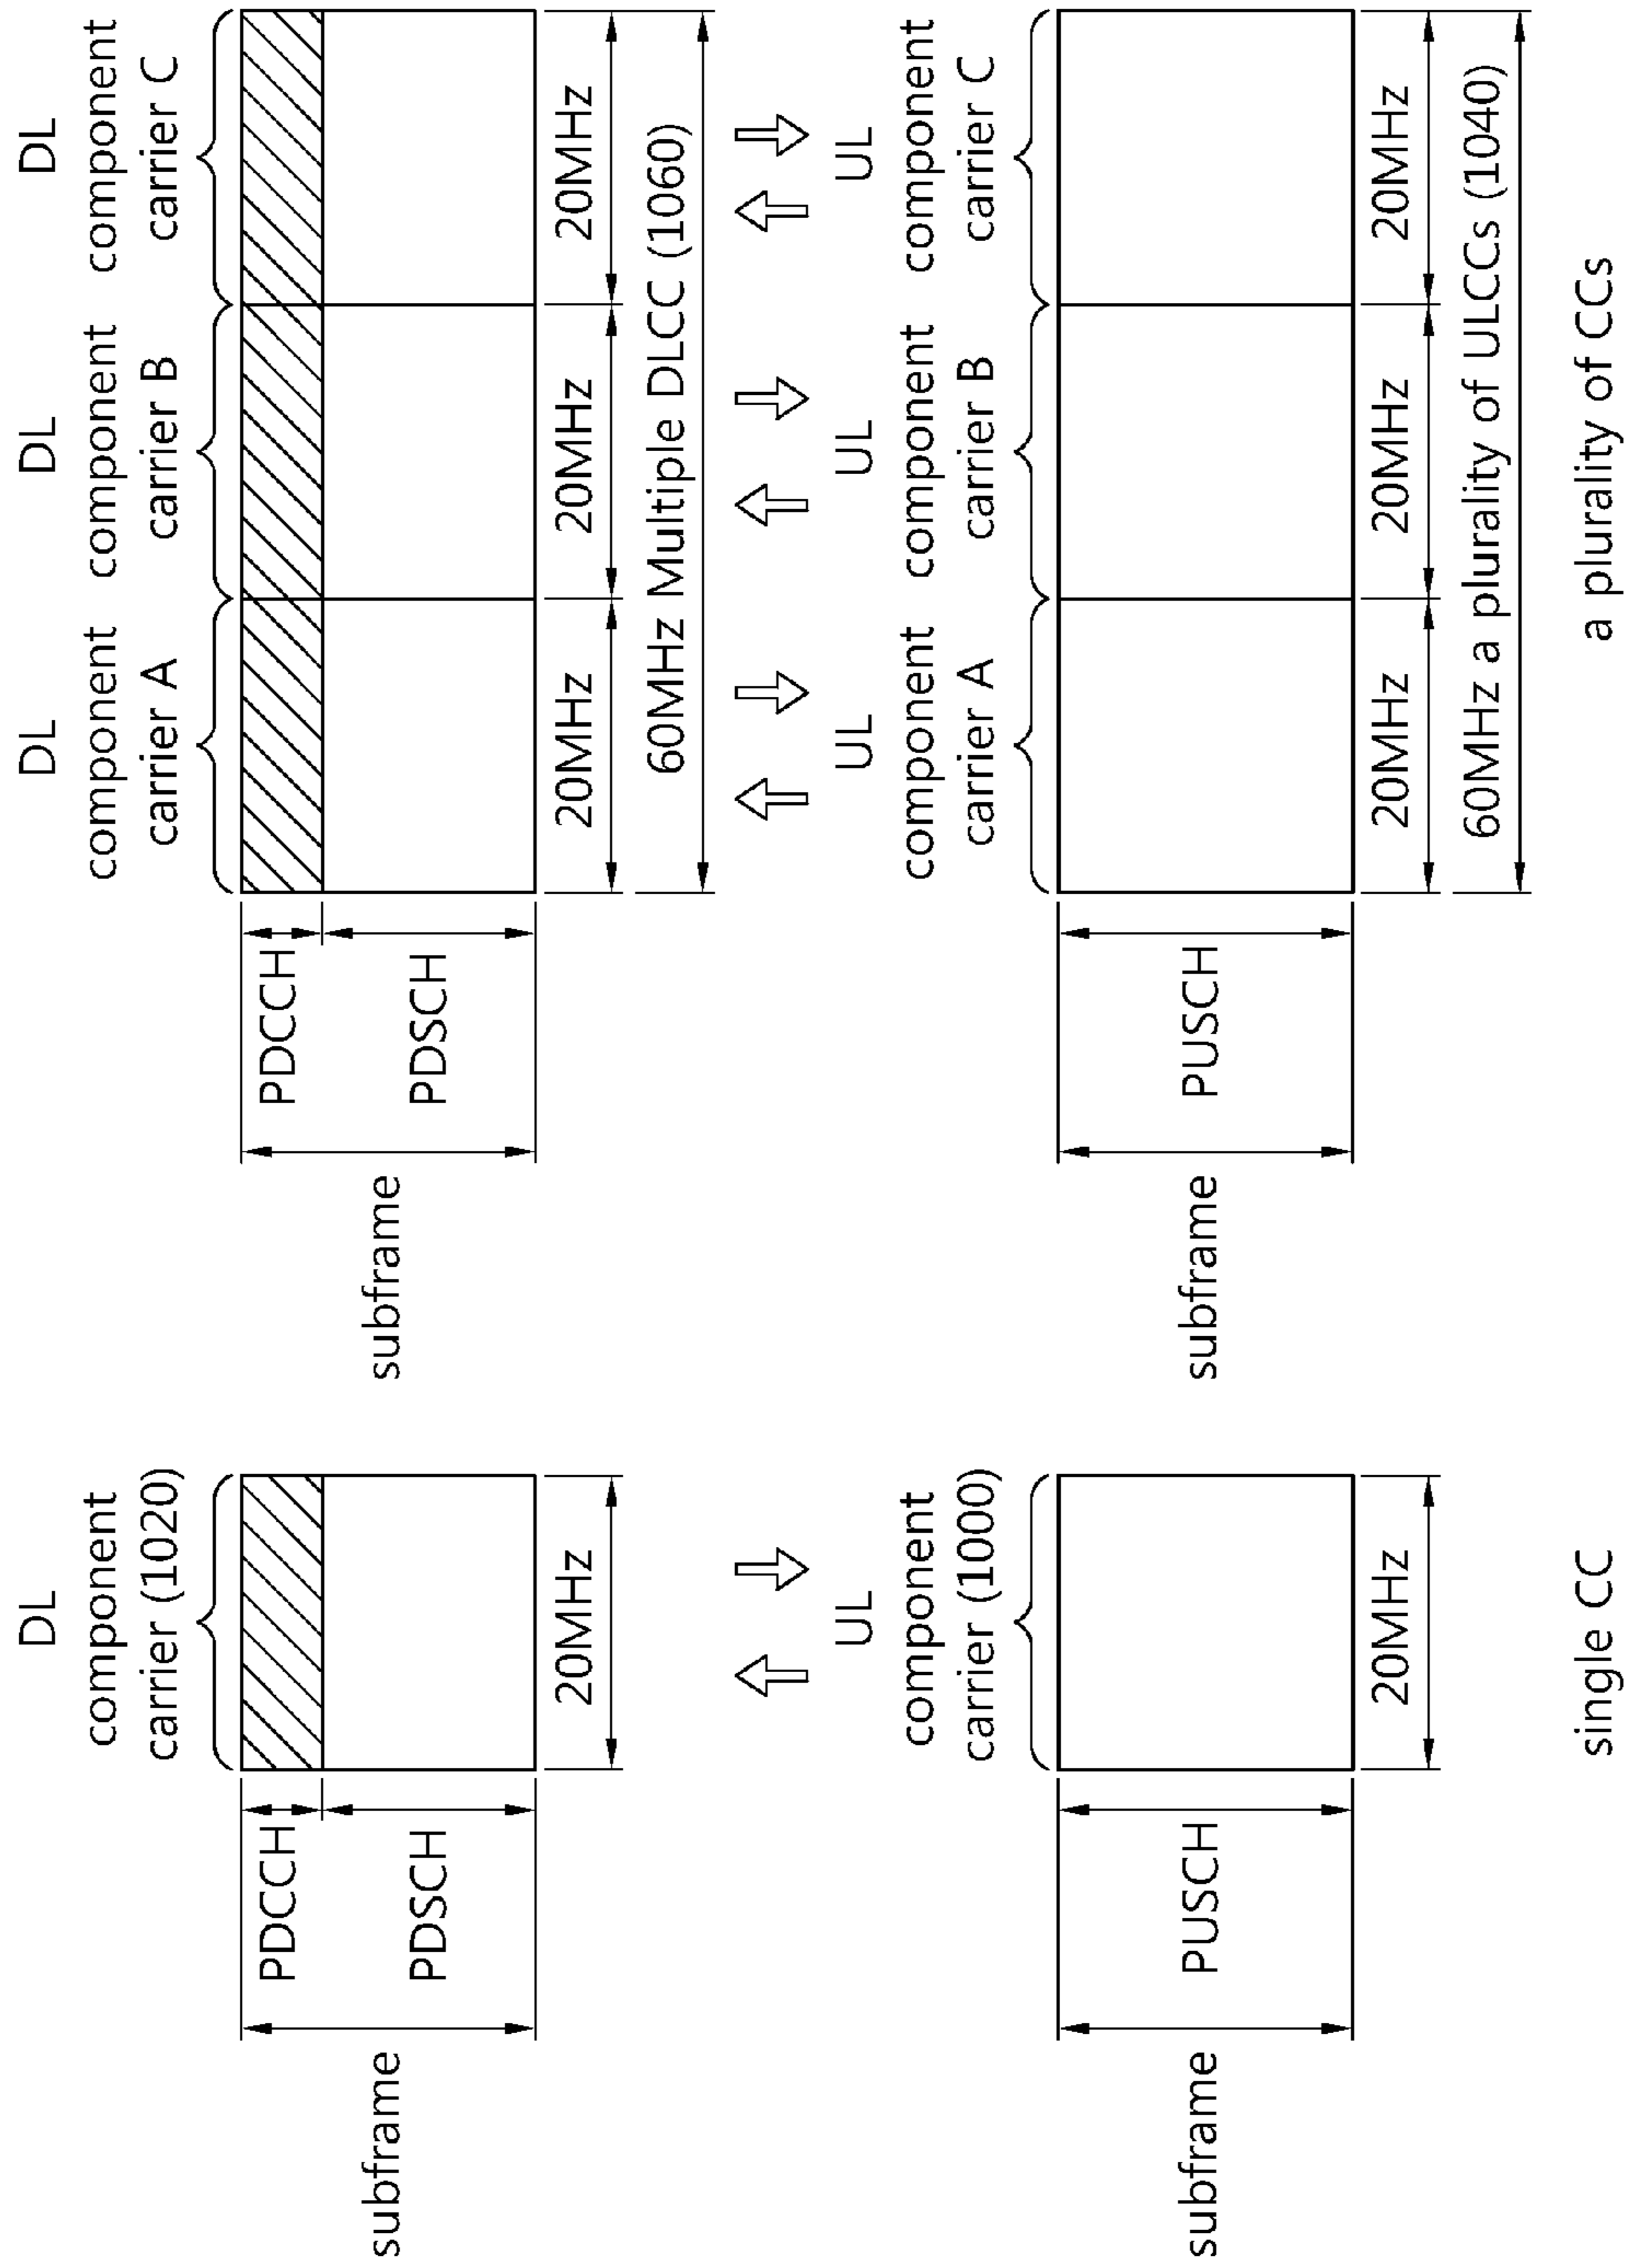 DL
component
carrier (1020)
PDCCH
PDSCH
subframe
20MHz
UL
component
carrier (1000)
PUSCH
subframe
20MHz
single CC
DL
component
carrier A
DL
component
carrier B
DL
component
carrier C
PDCCH
PDSCH
subframe
20MHz
20MHz
20MHz
60MHz Multiple DLCC (1060)
UL
component
carrier A
UL
component
carrier B
UL
component
carrier C
PUSCH
subframe
20MHz
20MHz
20MHz
60MHz a plurality of ULCCs (1040)
a plurality of CCs